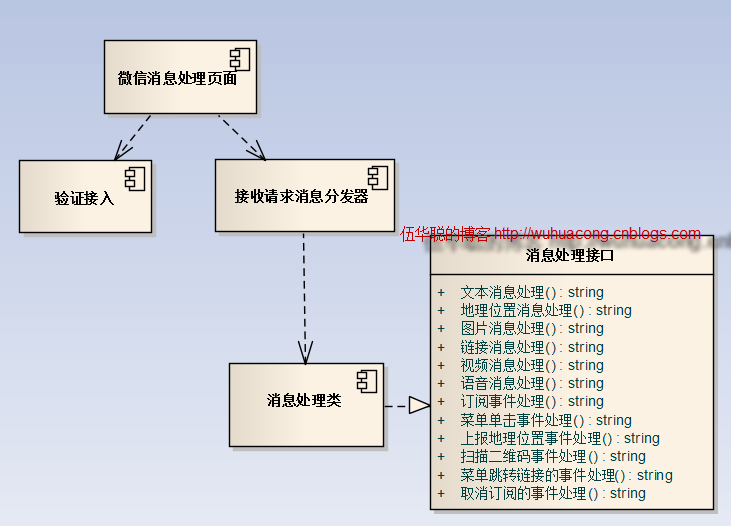 微信消息处理页面
验证接入
接收请求消息分发器
伍华聪的博客 http://wuhuacong.cnblogs.com
消息处理接口
+ 文本消息处理() : string
+ 地理位置消息处理() : string
+ 图片消息处理() : string
+ 链接消息处理() : string
+ 视频消息处理() : string
+ 语音消息处理() : string
+ 订阅事件处理() : string
+ 菜单单击事件处理() : string
+ 上报地理位置事件处理() : string
+ 扫描二维码事件处理() : string
+ 菜单跳转链接的事件处理() : string
+ 取消订阅的事件处理() : string
消息处理类